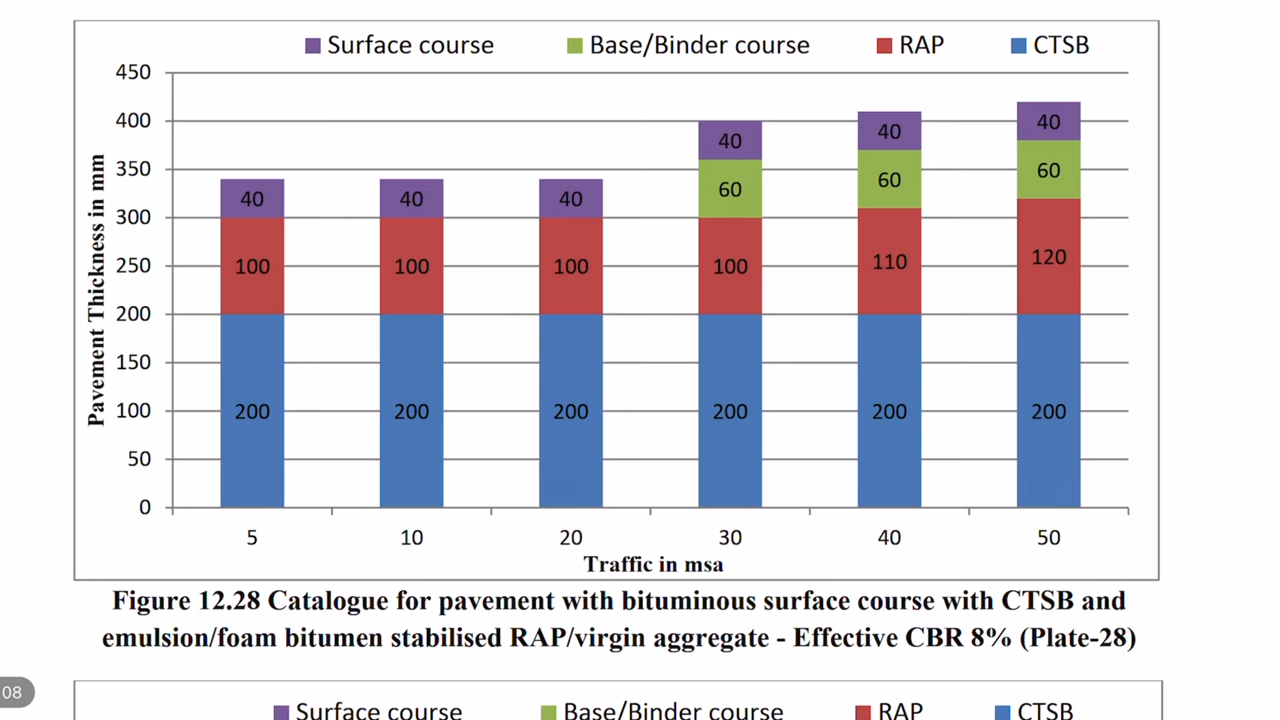 Surface course Base/Binder course RAP CTSB
450
400
350
300
250
200
150
100
50
0
Pavement Thickness in mm
40 40 40 40 40 40
60 60 60
100 100 100 100 110 120
200 200 200 200 200 200
5 10 20 30 40 50
Traffic in msa
Figure 12.28 Catalogue for pavement with bituminous surface course with CTSB and
emulsion/foam bitumen stabilised RAP/virgin aggregate - Effective CBR 8% (Plate-28)
08
Surface course Base/Binder course RAP CTSB